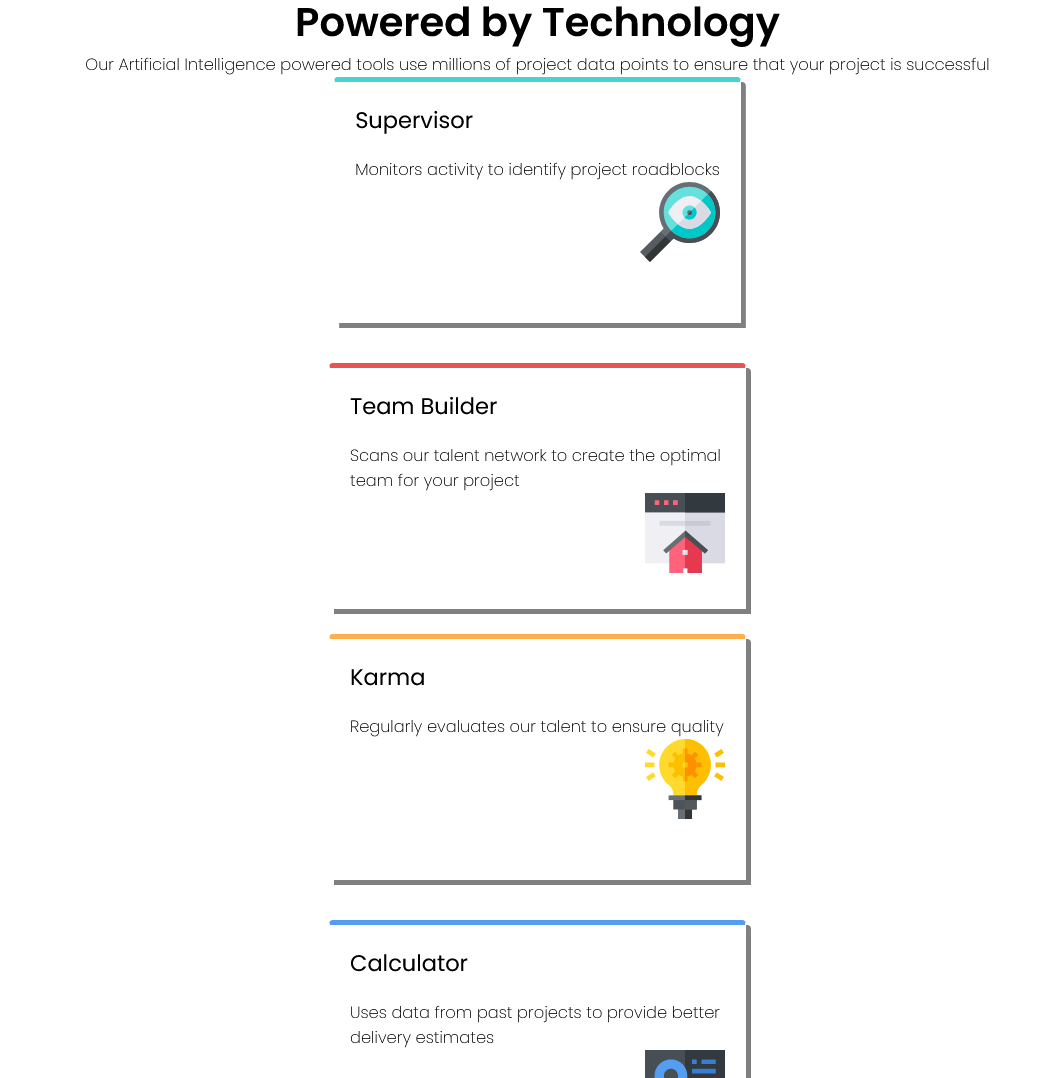 Powered by Technology
Our Artificial Intelligence powered tools use millions of project data points to ensure that your project is successful
Supervisor
Monitors activity to identify project roadblocks
Team Builder
Scans our talent network to create the optimal
team for your project
Karma
Regularly evaluates our talent to ensure quality
Calculator
Uses data from past projects to provide better
delivery estimates